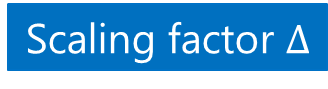 Scaling factor Δ